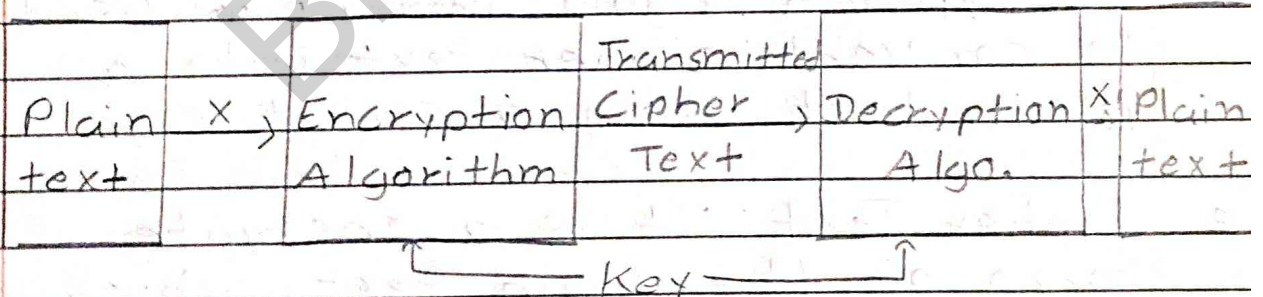 Plain text
X
Encryption Algorithm
Transmitted Cipher Text
Decryption Algo.
X
Plain text
Key